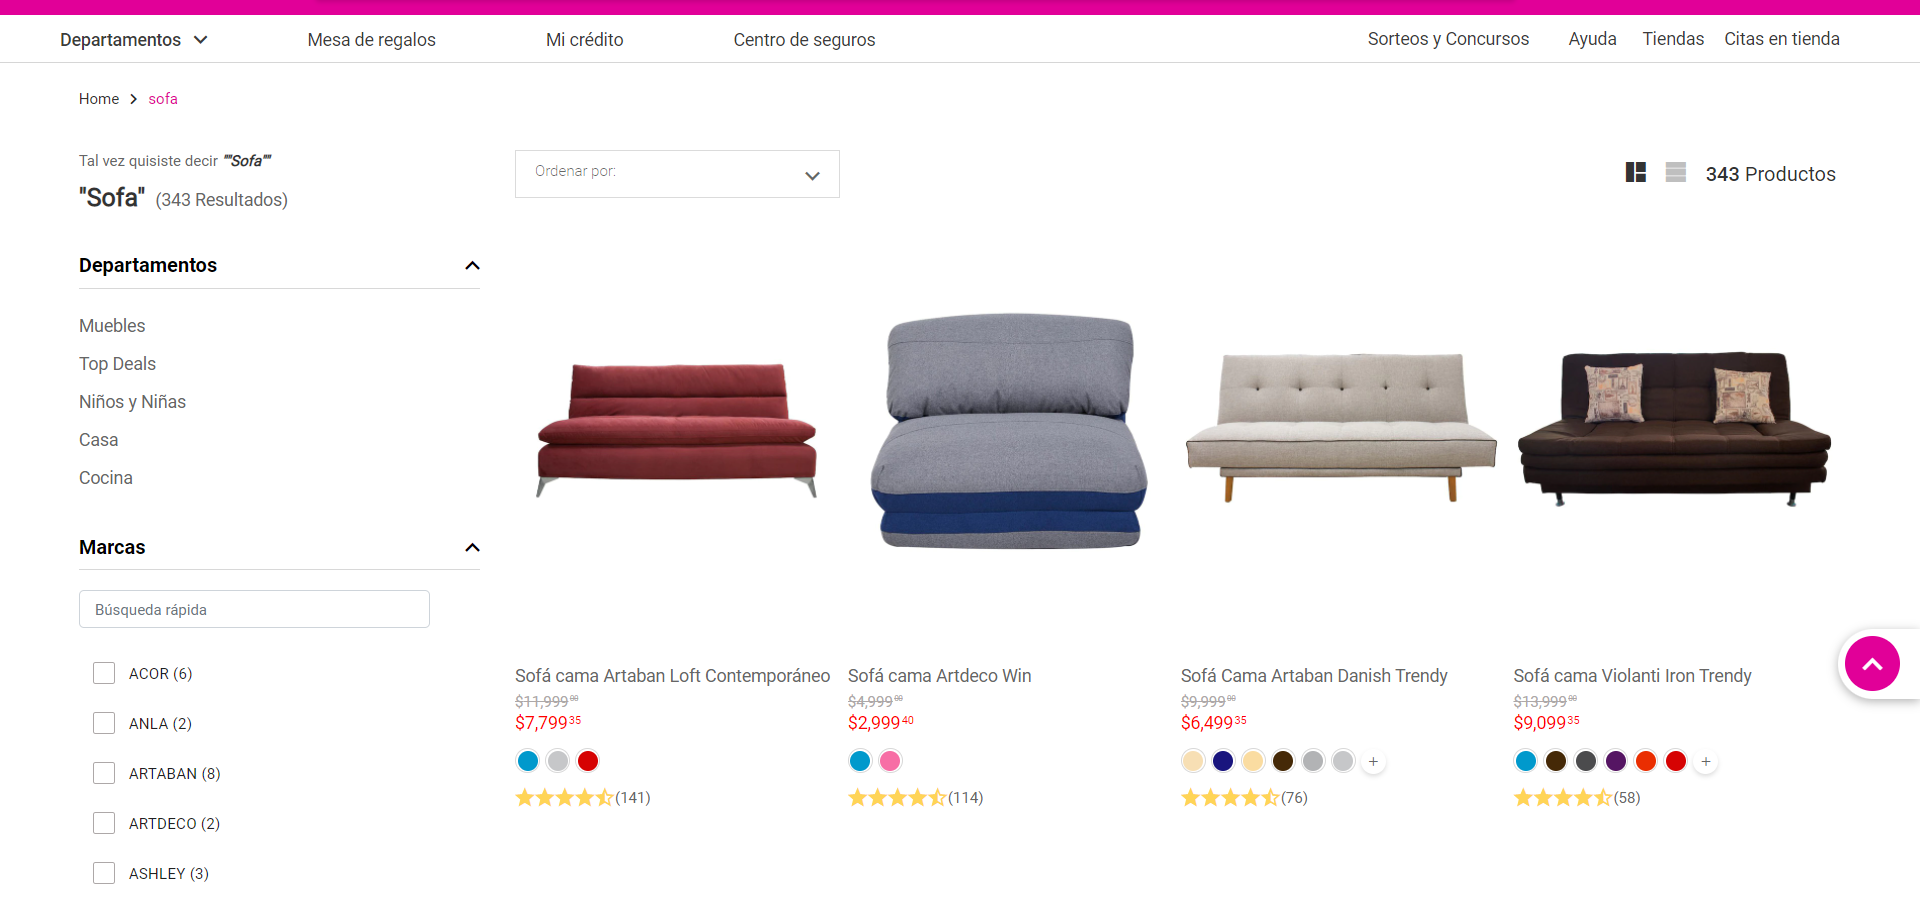 Departamentos
Mesa de regalos
Mi crédito
Centro de seguros
Sorteos y Concursos
Ayuda
Tiendas
Citas en tienda
Home > sofa
Tal vez quisiste decir ""Sofa""
"Sofa" (343 Resultados)
Ordenar por:
343 Productos
Departamentos
Muebles
Top Deals
Niños y Niñas
Casa
Cocina
Marcas
Búsqueda rápida
ACOR (6)
ANLA (2)
ARTABAN (8)
ARTDECO (2)
ASHLEY (3)
Sofá cama Artaban Loft Contemporáneo
$11,999 00
$7,799 35
(141)
Sofá cama Artdeco Win
$4,999 00
$2,999 40
(114)
Sofá Cama Artaban Danish Trendy
$9,999 00
$6,499 35
+
(76)
Sofá cama Violanti Iron Trendy
$13,999 00
$9,099 35
+
(58)